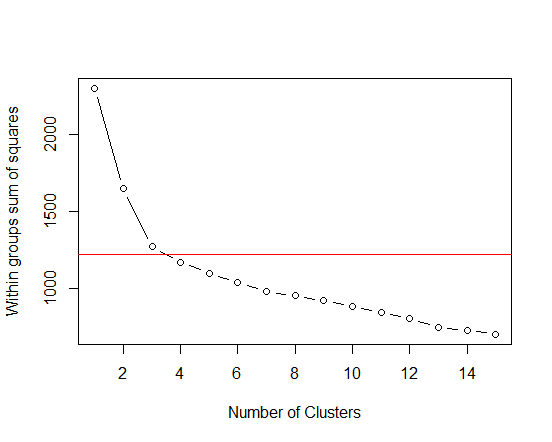 Within groups sum of squares
2000
1500
1000
2 4 6 8 10 12 14
Number of Clusters